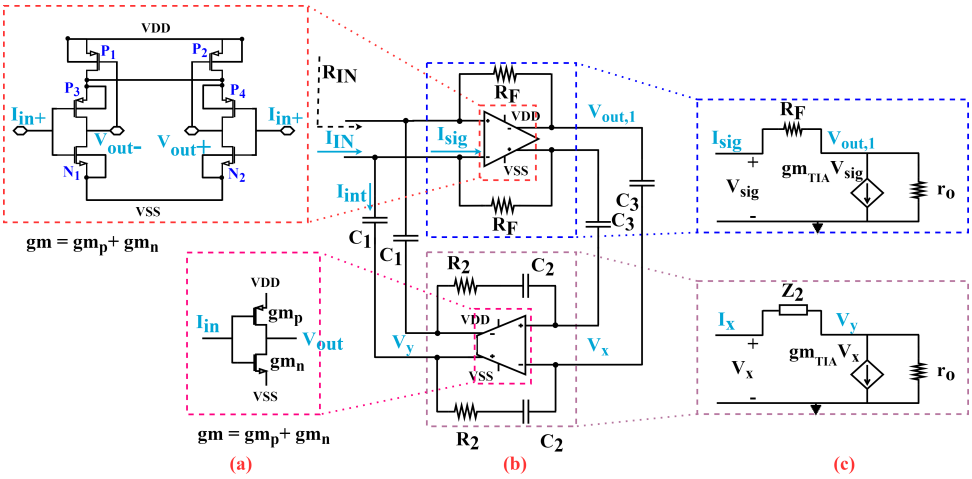 VDD
P1
P2
P3
P4
Iin+
Iin+
Vout-
Vout+
N1
N2
VSS
gm = gmp+ gmn
VDD
gmp
Iin
Vout
gmn
VSS
gm = gmp+ gmn
(a)
RIN
IIN
Isig
Iint
RF
VDD
+
-
-
+
VSS
RF
Vout,1
C1
C1
C3
C3
R2
C2
VDD
-
+
+
-
VSS
Vy
Vx
R2
C2
(b)
RF
Isig
Vout,1
+
Vsig
-
gmTIAVsig
ro
Z2
Ix
Vy
+
Vx
-
gmTIAVx
ro
(c)